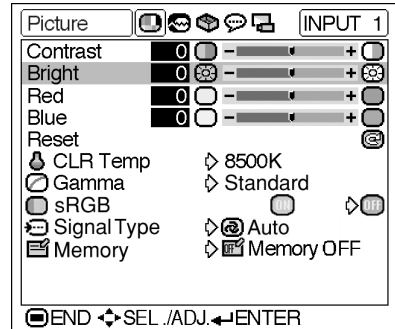 Picture INPUT 1
Contrast 0 - +
Bright 0 - +
Red 0 - +
Blue 0 - +
Reset
CLR Temp 8500K
Gamma Standard
sRGB ON OFF
Signal Type Auto
Memory OFF Memory OFF
END SEL ./ADJ. ENTER